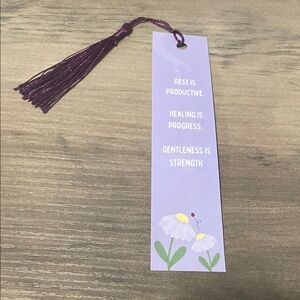 REST IS
PRODUCTIVE.
HEALING IS
PROGRESS.
GENTLENESS IS
STRENGTH